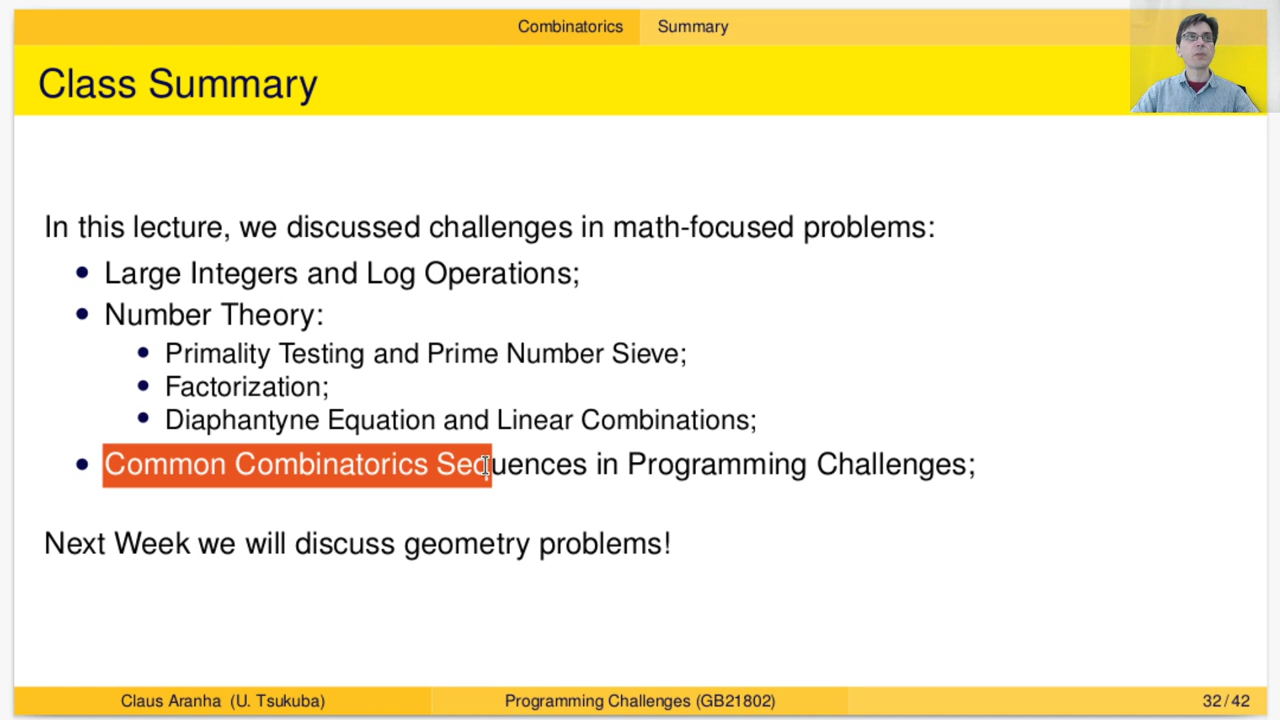 Combinatorics Summary
Class Summary
In this lecture, we discussed challenges in math-focused problems:
Large Integers and Log Operations;
Number Theory:
Primality Testing and Prime Number Sieve;
Factorization;
Diaphantyne Equation and Linear Combinations;
Common Combinatorics Sequences in Programming Challenges;
Next Week we will discuss geometry problems!
Claus Aranha (U. Tsukuba) Programming Challenges (GB21802) 32/42